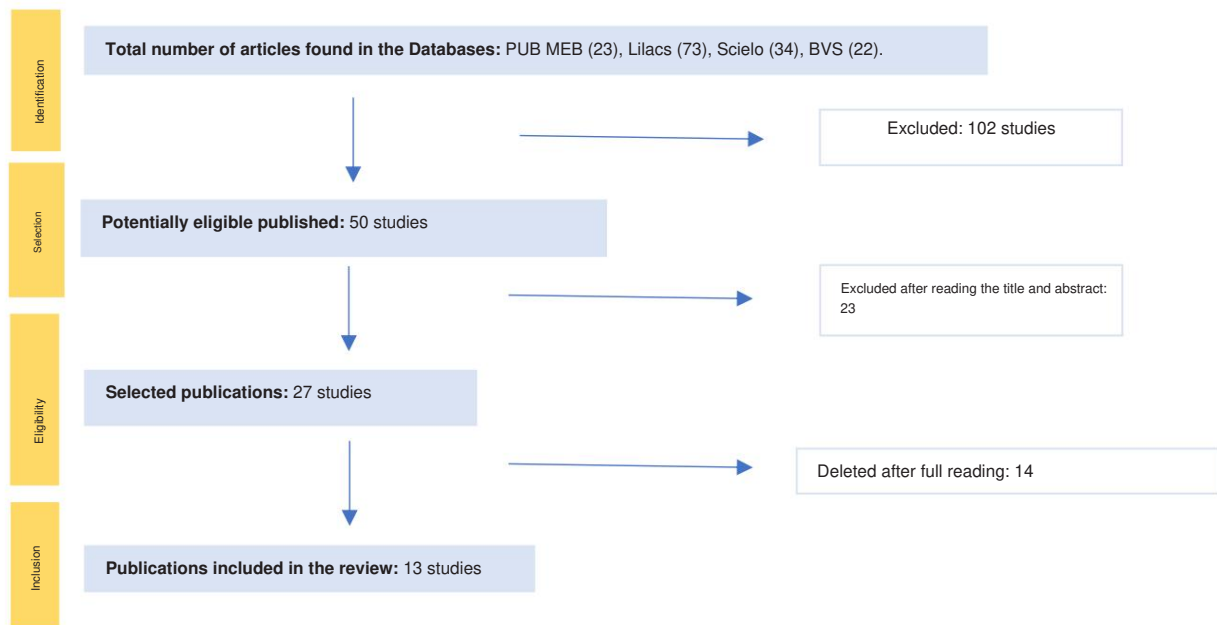 Identification
Total number of articles found in the Databases: PUB MEB (23), Lilacs (73), Scielo (34), BVS (22).
Excluded: 102 studies
Selection
Potentially eligible published: 50 studies
Excluded after reading the title and abstract:
23
Eligibility
Selected publications: 27 studies
Deleted after full reading: 14
Inclusion
Publications included in the review: 13 studies